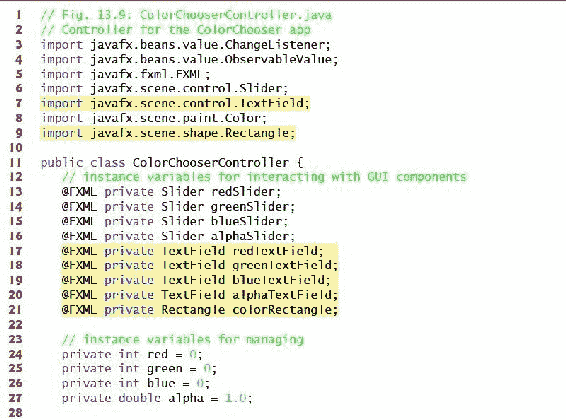 1 // Fig. 13.9: ColorChooserController.java
2 // Controller for the ColorChooser app
3 import javafx.beans.value.ChangeListener;
4 import javafx.beans.value.ObservableValue;
5 import javafx.fxml.FXML;
6 import javafx.scene.control.Slider;
7 import javafx.scene.control.TextField;
8 import javafx.scene.paint.Color;
9 import javafx.scene.shape.Rectangle;
10
11 public class ColorChooserController {
12 // instance variables for interacting with GUI components
13 @FXML private Slider redSlider;
14 @FXML private Slider greenSlider;
15 @FXML private Slider blueSlider;
16 @FXML private Slider alphaSlider;
17 @FXML private TextField redTextField;
18 @FXML private TextField greenTextField;
19 @FXML private TextField blueTextField;
20 @FXML private TextField alphaTextField;
21 @FXML private Rectangle colorRectangle;
22
23 // instance variables for managing
24 private int red = 0;
25 private int green = 0;
26 private int blue = 0;
27 private double alpha = 1.0;
28